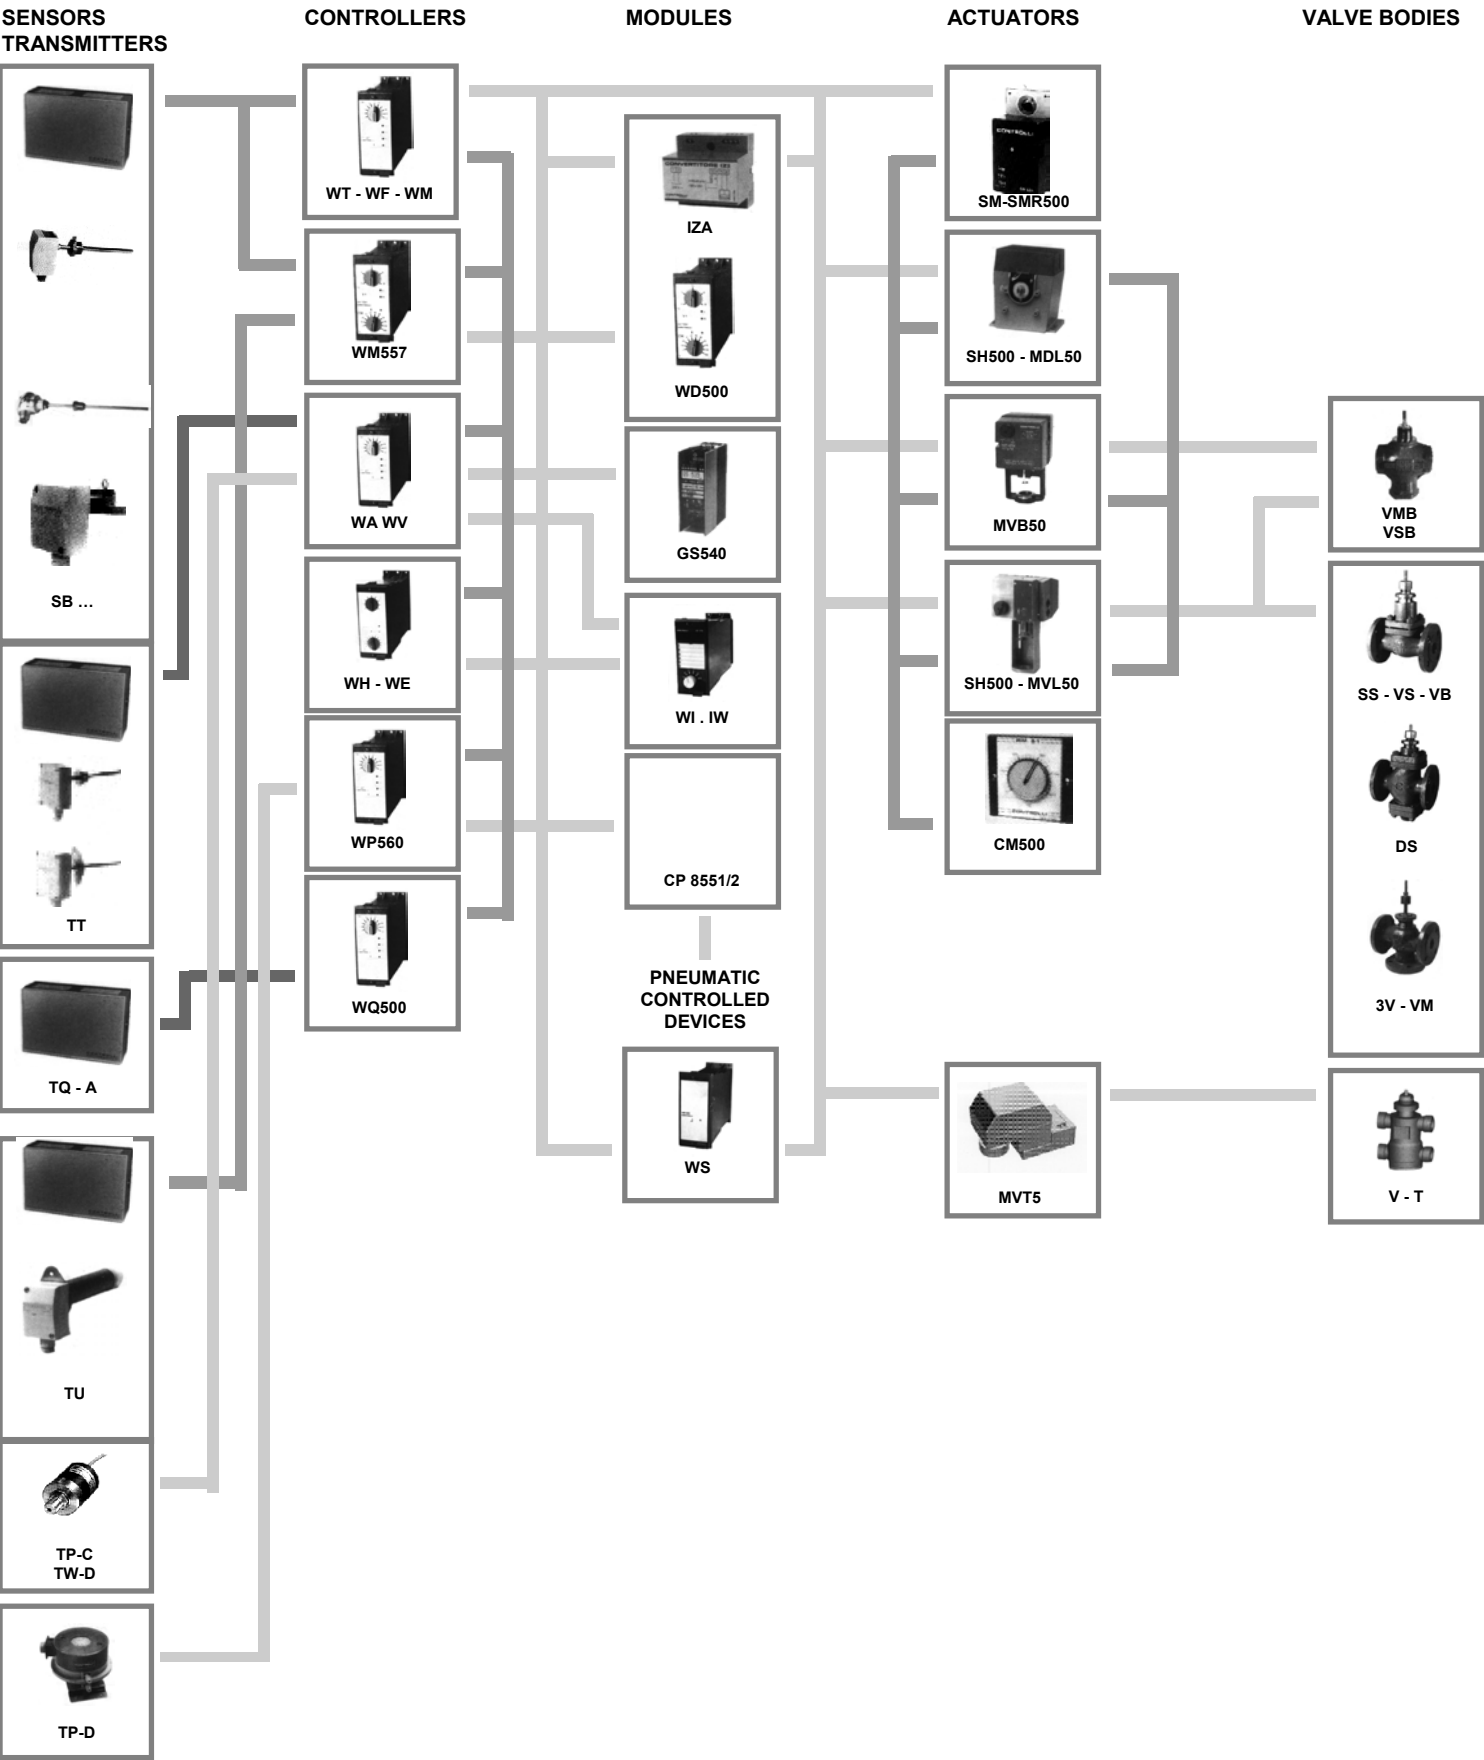 SENSORS
TRANSMITTERS
CONTROLLERS
MODULES
ACTUATORS
VALVE BODIES
SB ...
TT
TQ - A
TU
TP-C
TW-D
TP-D
WT - WF - WM
WM557
WA WV
WH - WE
WP560
WQ500
IZA
WD500
GS540
WI . IW
CP 8551/2
PNEUMATIC
CONTROLLED
DEVICES
WS
SM-SMR500
SH500 - MDL50
MVB50
SH500 - MVL50
CM500
MVT5
VMB
VSB
SS - VS - VB
DS
3V - VM
V - T